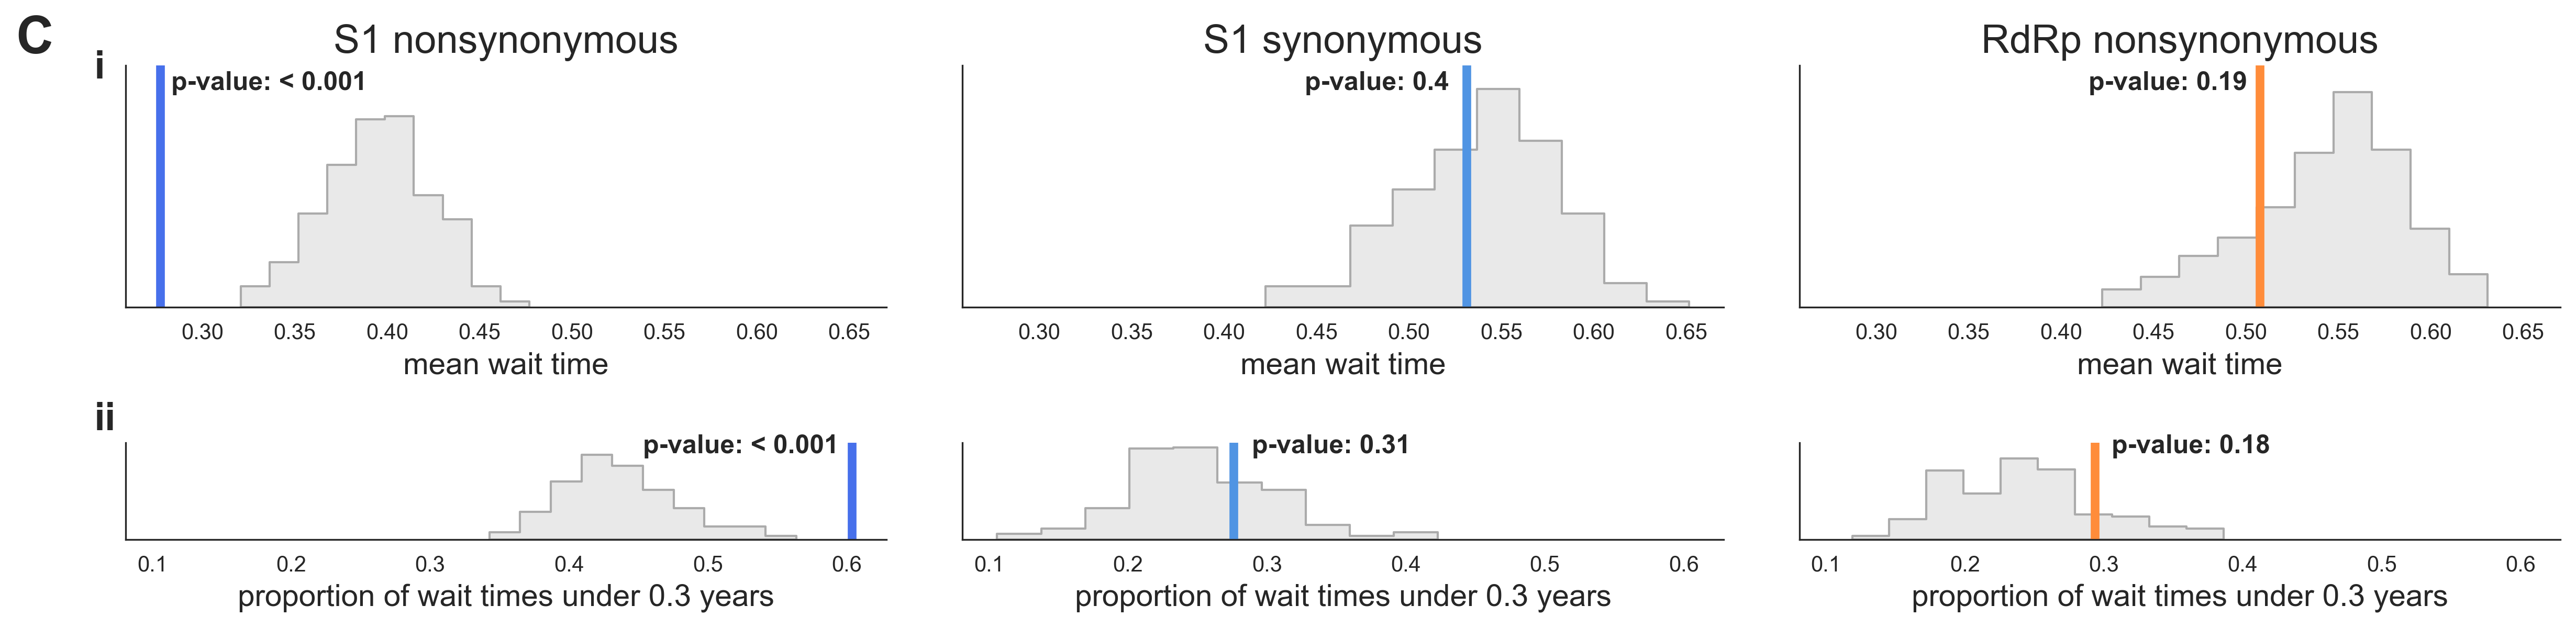 C
S1 nonsynonymous
S1 synonymous
RdRp nonsynonymous
i
p-value: < 0.001
p-value: 0.4
p-value: 0.19
0.30 0.35 0.40 0.45 0.50 0.55 0.60 0.65
0.30 0.35 0.40 0.45 0.50 0.55 0.60 0.65
0.30 0.35 0.40 0.45 0.50 0.55 0.60 0.65
mean wait time
mean wait time
mean wait time
ii
p-value: < 0.001
p-value: 0.31
p-value: 0.18
0.1 0.2 0.3 0.4 0.5 0.6
0.1 0.2 0.3 0.4 0.5 0.6
0.1 0.2 0.3 0.4 0.5 0.6
proportion of wait times under 0.3 years
proportion of wait times under 0.3 years
proportion of wait times under 0.3 years